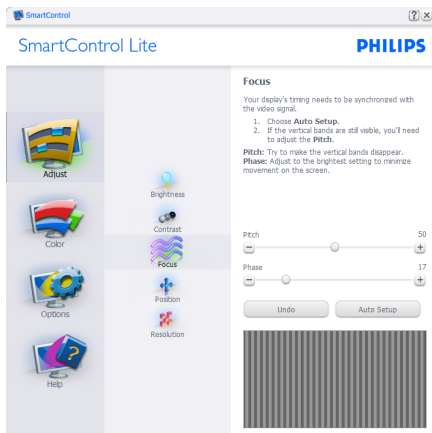 SmartControl
SmartControl Lite
PHILIPS
Adjust
Color
Options
Help
Brightness
Contrast
Focus
Position
Resolution
Focus
Your display's timing needs to be synchronized with
the video signal.
1. Choose Auto Setup.
2. If the vertical bands are still visible, you'll need
to adjust the Pitch.
Pitch: Try to make the vertical bands disappear.
Phase: Adjust to the brightest setting to minimize
movement on the screen.
Pitch 50
Phase 17
Undo Auto Setup